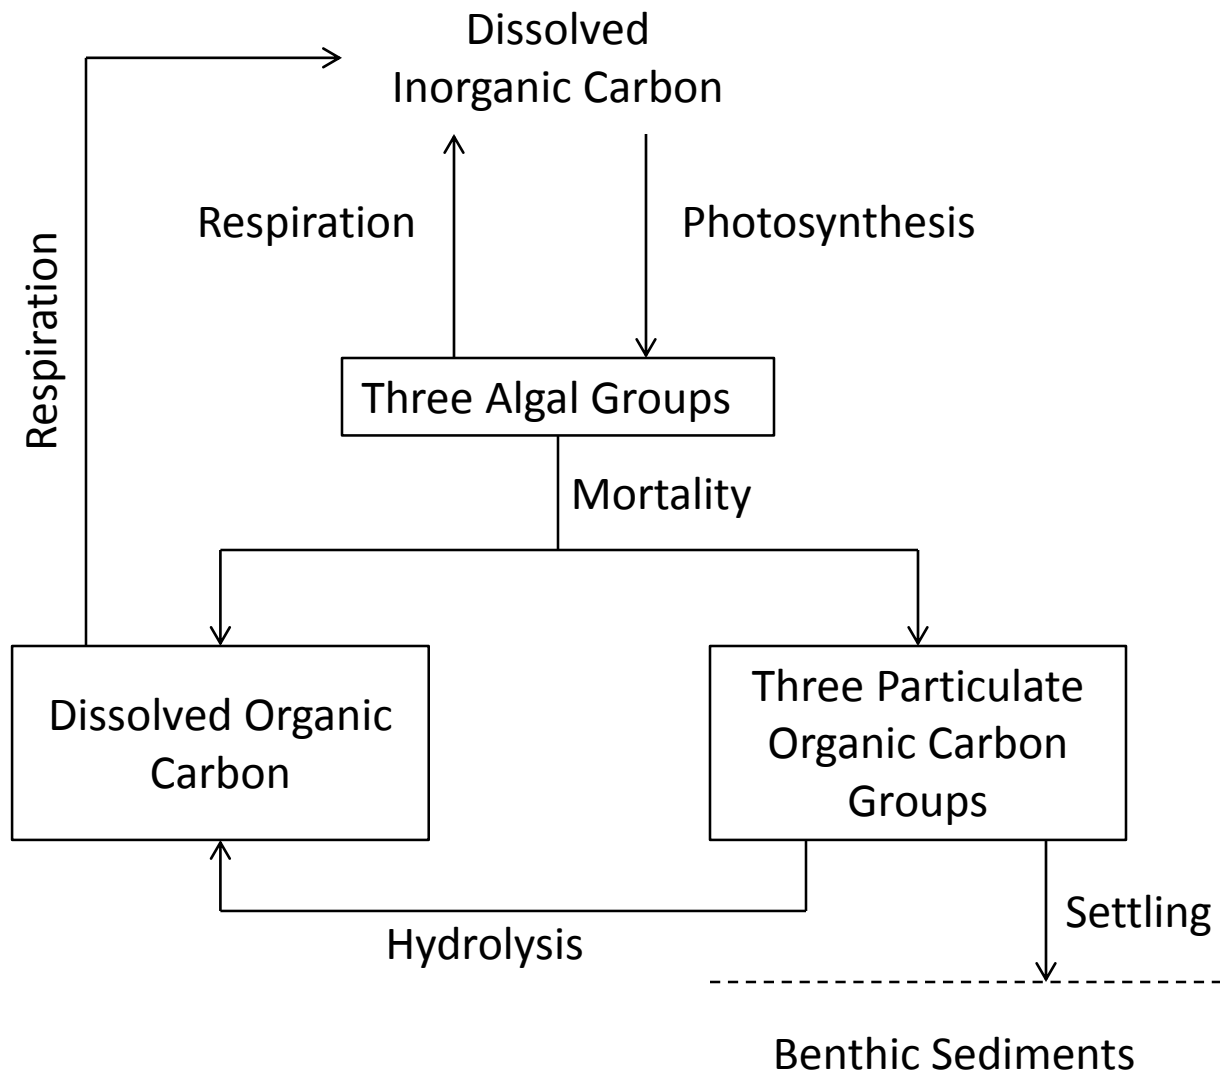 Dissolved
Inorganic Carbon
Respiration
Photosynthesis
Respiration
Three Algal Groups
Mortality
Dissolved Organic
Carbon
Three Particulate
Organic Carbon
Groups
Settling
Hydrolysis
Benthic Sediments